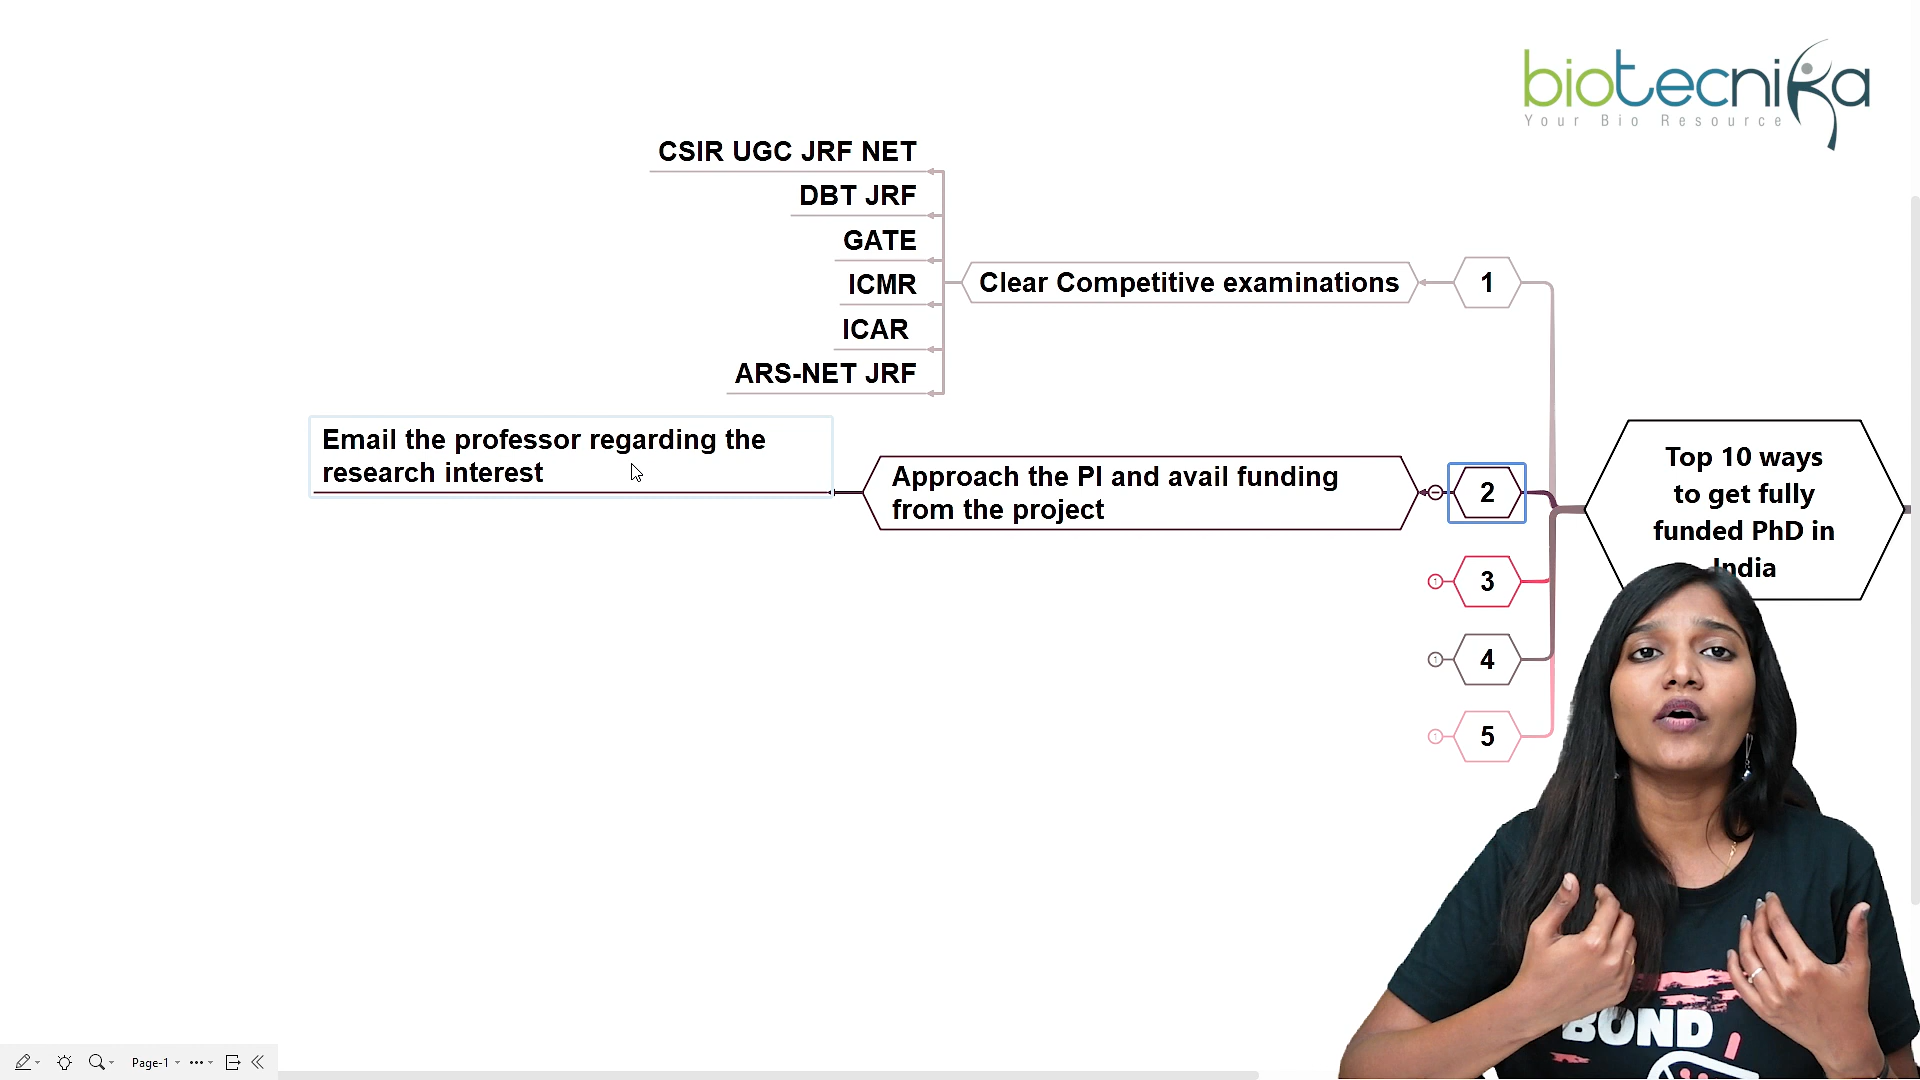 biotecnika
Your Bio Resource
CSIR UGC JRF NET
DBT JRF
GATE
ICMR
ICAR
ARS-NET JRF
Clear Competitive examinations
1
Email the professor regarding the
research interest
Approach the PI and avail funding
from the project
2
3
4
5
Top 10 ways
to get fully
funded PhD in
India
BOND
Page-1